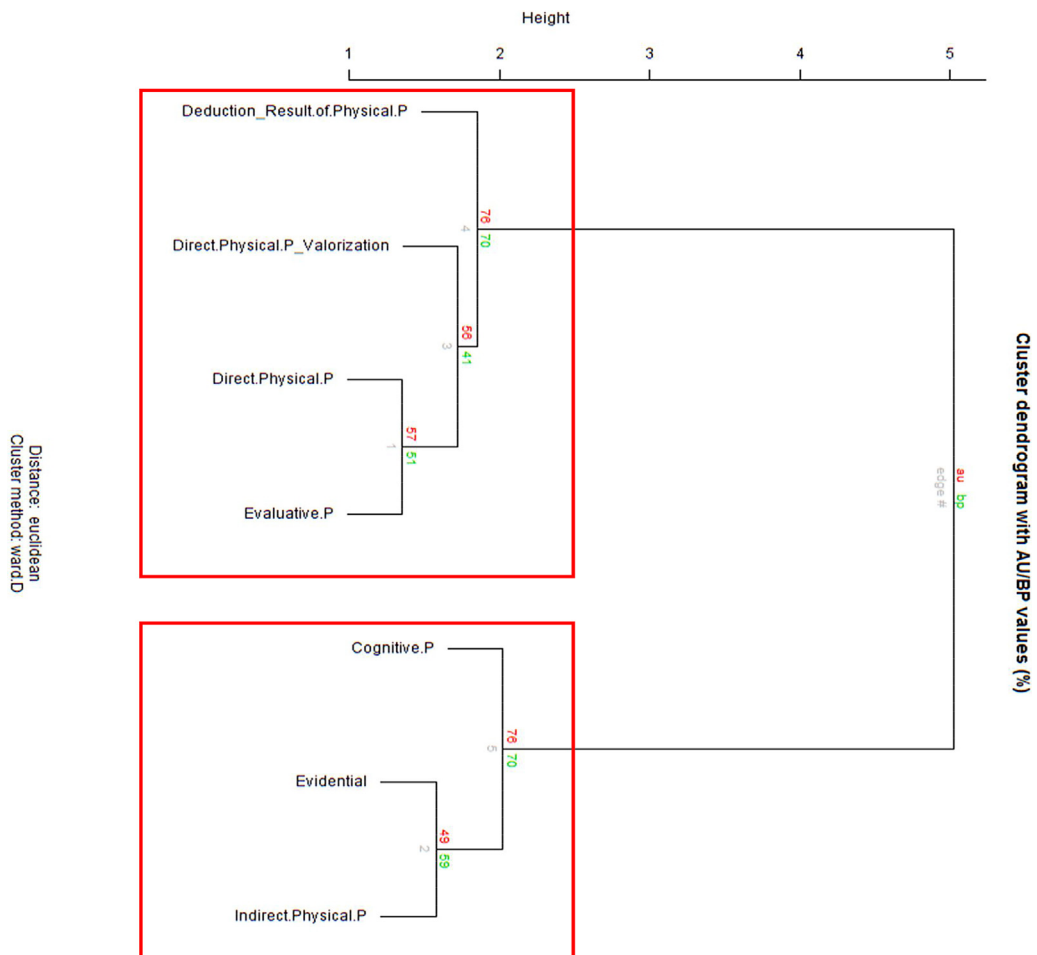 Height
1 2 3 4 5
Deduction_Result.of.Physical.P
76
4 70
Direct.Physical.P_Valorization
56
3 41
Direct.Physical.P
57
1 51
Evaluative.P
au bp
edge #
Cluster dendrogram with AU/BP values (%)
Distance: euclidean
Cluster method: ward.D
Cognitive.P
76
5 70
Evidential
49
2 59
Indirect.Physical.P